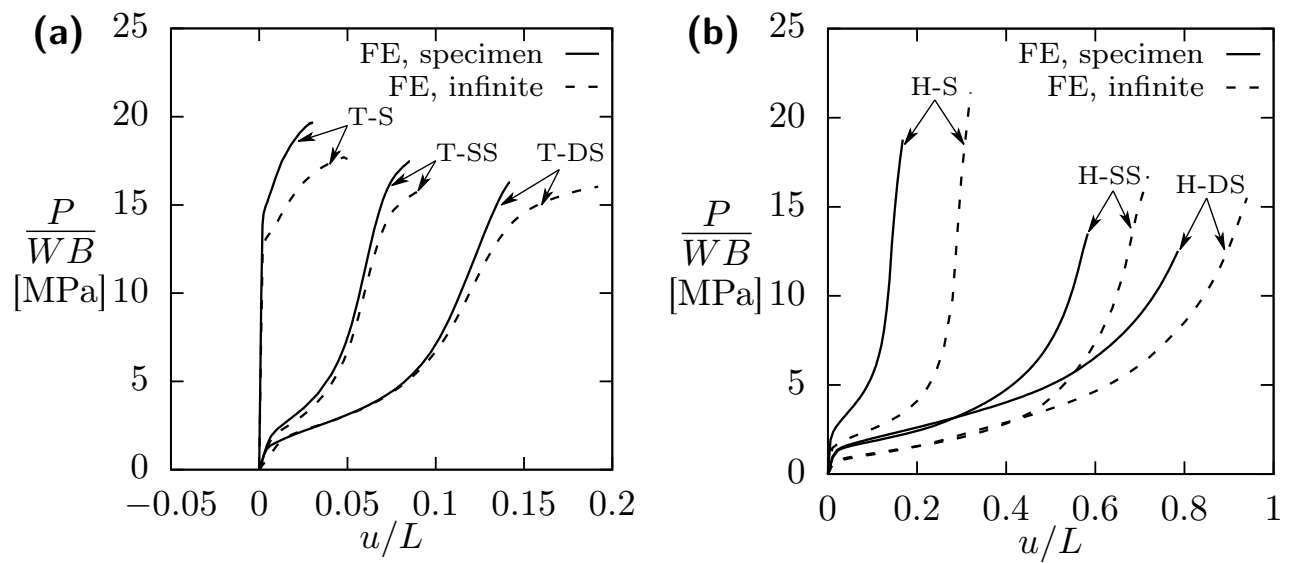 (a)
25
20
15
10
5
0
P
WB
[MPa]
FE, specimen
FE, infinite
T-S
T-SS
T-DS
−0.05
0
0.05
0.1
0.15
0.2
u/L
(b)
25
20
15
10
5
0
P
WB
[MPa]
FE, specimen
FE, infinite
H-S
H-SS
H-DS
0
0.2
0.4
0.6
0.8
1
u/L